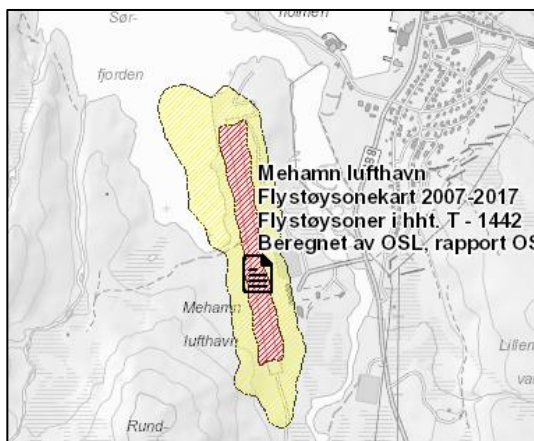 Sør-
holmen
fjorden
Mehamn lufthavn
Flystøysonekart 2007-2017
Flystøysoner i hht. T - 1442
Beregnet av OSL, rapport OS
Mehamn
lufthavn
Lillen
va
Rund-